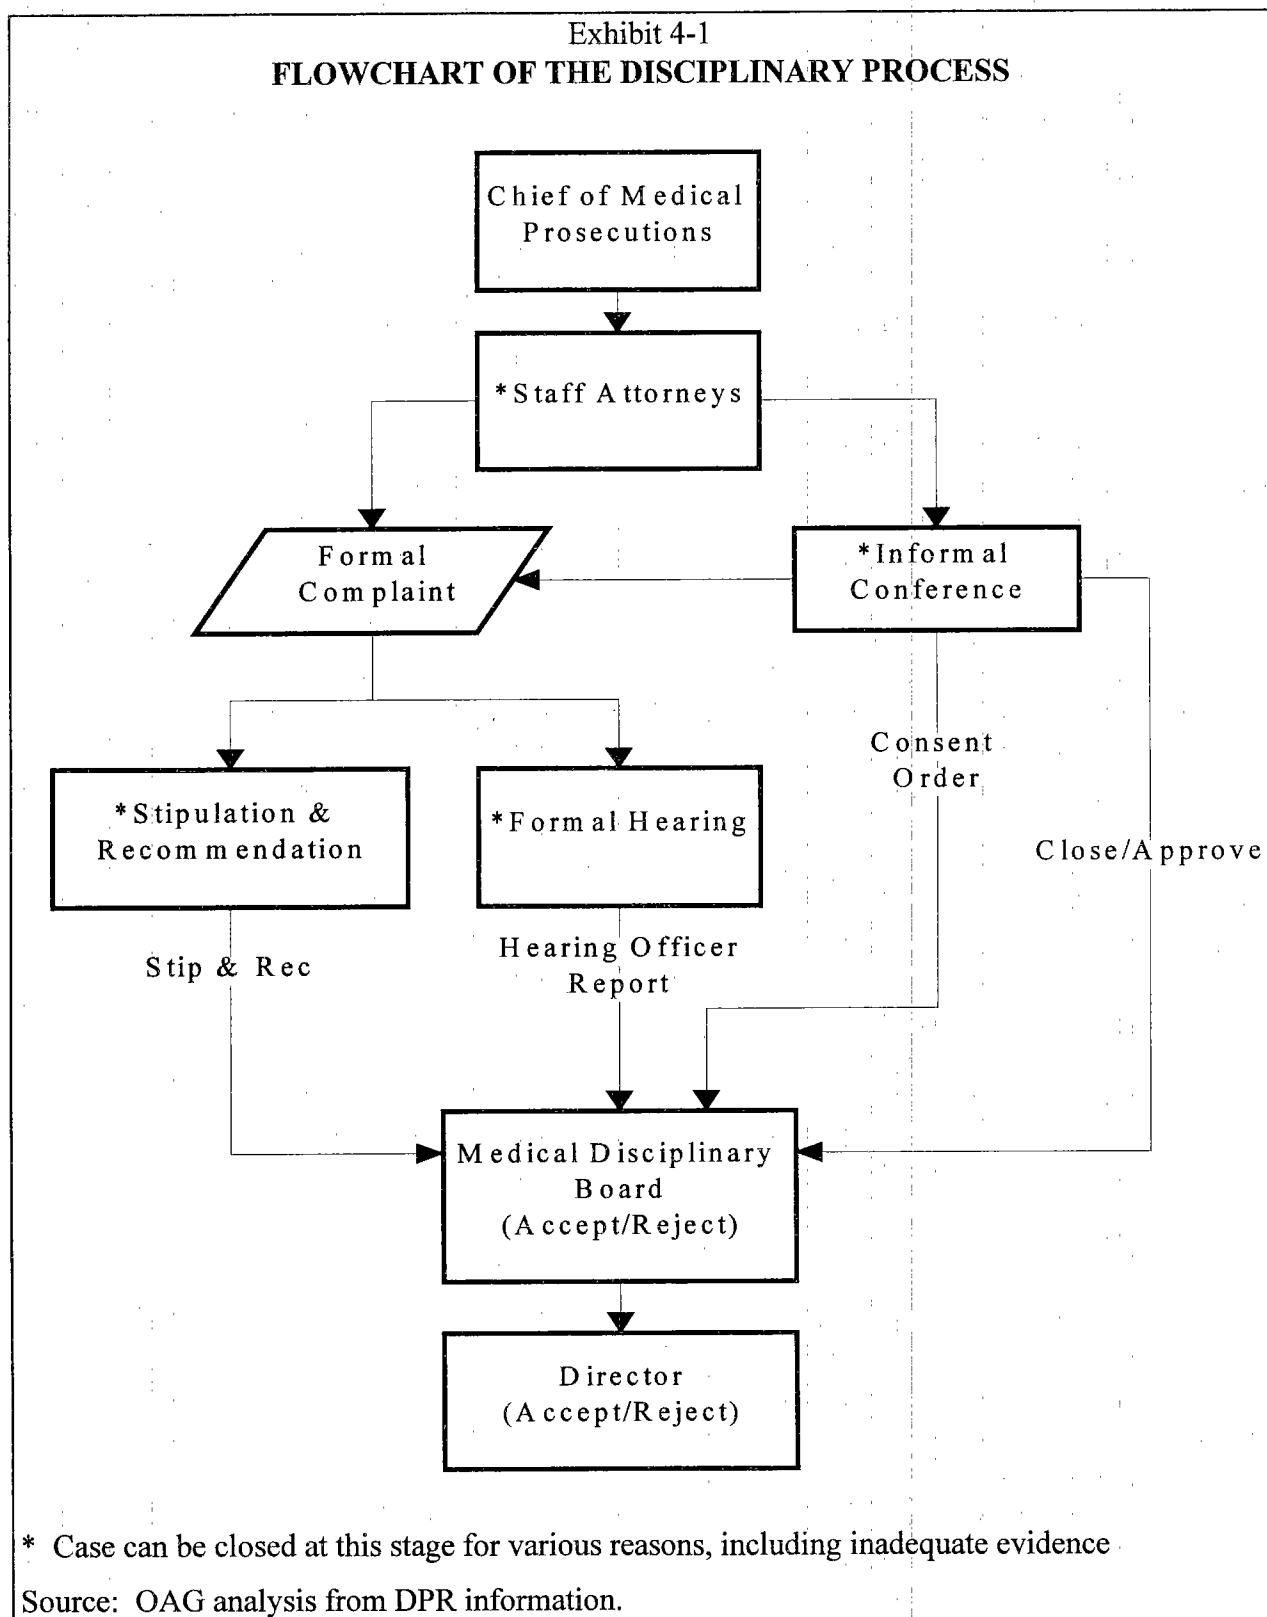 Exhibit 4-1
FLOWCHART OF THE DISCIPLINARY PROCESS
Chief of Medical
Prosecutions
*Staff Attorneys
Formal
Complaint
*Informal
Conference
Consent
Order
*Stipulation &
Recommendation
*Formal Hearing
Close/Approve
Stip & Rec
Hearing Officer
Report
Medical Disciplinary
Board
(Accept/Reject)
Director
(Accept/Reject)
* Case can be closed at this stage for various reasons, including inadequate evidence
Source: OAG analysis from DPR information.